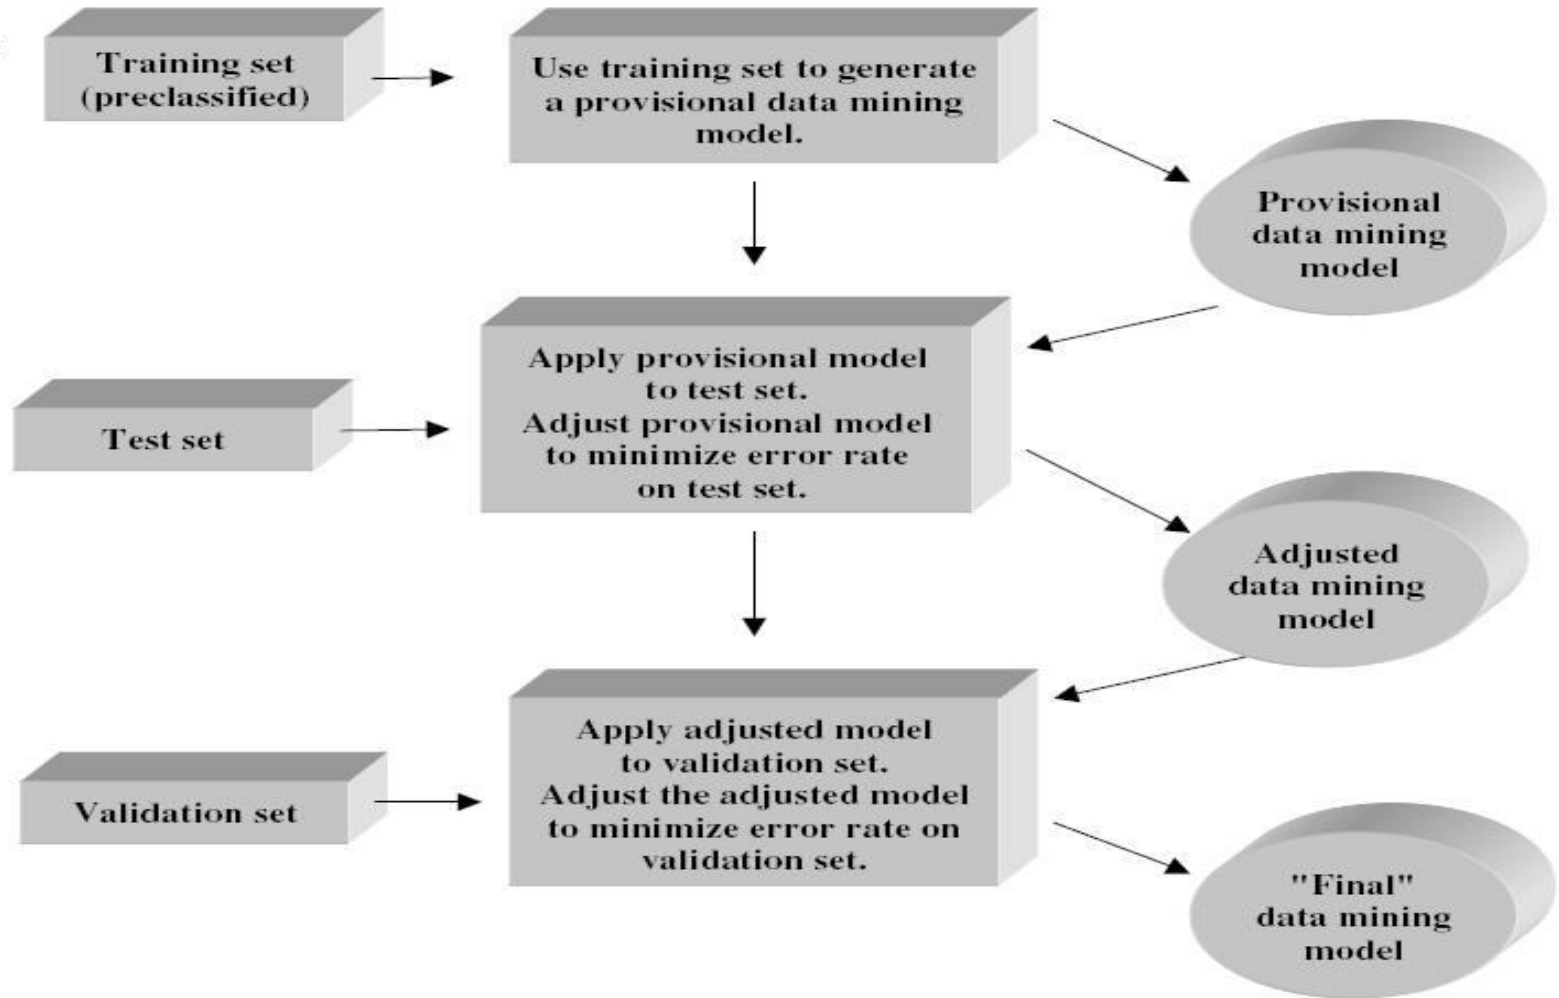 Training set
(preclassified)
Use training set to generate
a provisional data mining
model.
Provisional
data mining
model
Apply provisional model
to test set.
Adjust provisional model
to minimize error rate
on test set.
Test set
Adjusted
data mining
model
Apply adjusted model
to validation set.
Adjust the adjusted model
to minimize error rate on
validation set.
Validation set
"Final"
data mining
model